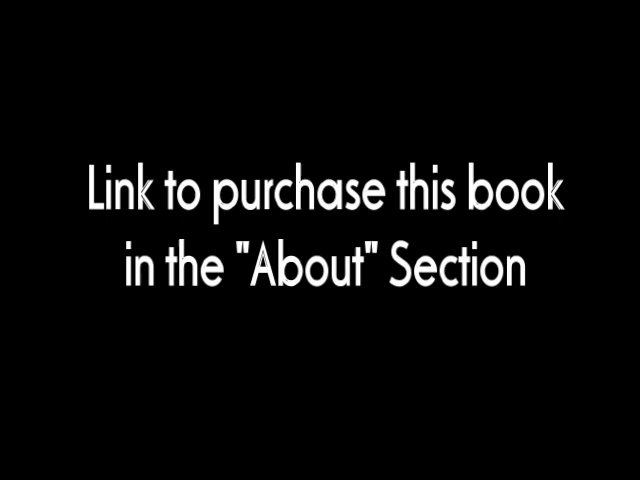 Link to purchase this book
in the "About" Section